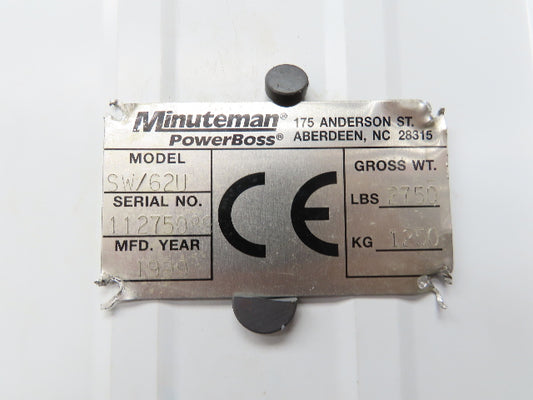 Minuteman® 175 ANDERSON ST.
PowerBoss® ABERDEEN, NC 28315
MODEL
SW/62U
SERIAL NO.
MFD. YEAR
CE
GROSS WT.
LBS 2750
KG